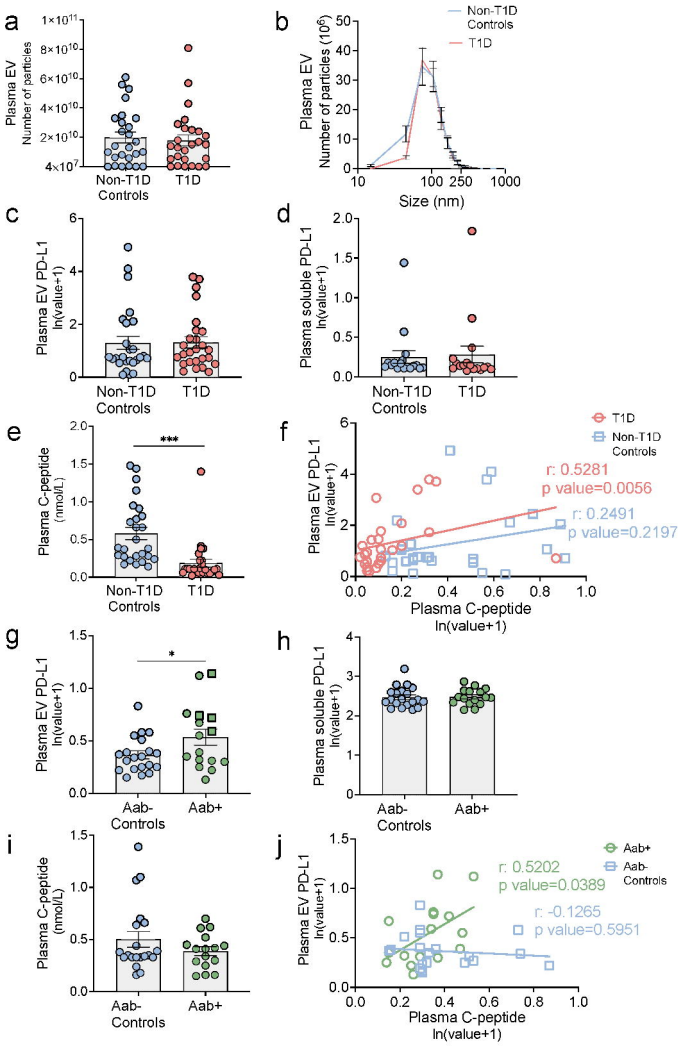 a
Plasma EV
Number of particles
1×10¹¹
8×10¹⁰
6×10¹⁰
4×10¹⁰
2×10¹⁰
4×10⁷
Non-T1D
Controls
T1D
b
Non-T1D
Controls
T1D
Plasma EV
Number of particles (10⁶)
50
40
30
20
10
0
10
100
250
1000
Size (nm)
c
Plasma EV PD-L1
ln(value+1)
6
4
2
0
Non-T1D
Controls
T1D
d
Plasma soluble PD-L1
ln(value+1)
2.0
1.5
1.0
0.5
0.0
Non-T1D
Controls
T1D
e
Plasma C-peptide
(nmol/L)
2.0
1.5
1.0
0.5
0.0
***
Non-T1D
Controls
T1D
f
T1D
Non-T1D
Controls
Plasma EV PD-L1
ln(value+1)
6
4
2
0
r: 0.5281
p value=0.0056
r: 0.2491
p value=0.2197
0.0
0.2
0.4
0.6
0.8
1.0
Plasma C-peptide
ln(value+1)
g
Plasma EV PD-L1
ln(value+1)
1.5
1.0
0.5
0.0
*
Aab-
Controls
Aab+
h
Plasma soluble PD-L1
ln(value+1)
4
3
2
1
0
Aab-
Controls
Aab+
i
Plasma C-peptide
(nmol/L)
1.5
1.0
0.5
0.0
Aab-
Controls
Aab+
j
Aab+
Aab-
Controls
Plasma EV PD-L1
ln(value+1)
1.5
1.0
0.5
0.0
r: 0.5202
p value=0.0389
r: -0.1265
p value=0.5951
0.0
0.2
0.4
0.6
0.8
1.0
Plasma C-peptide
ln(value+1)